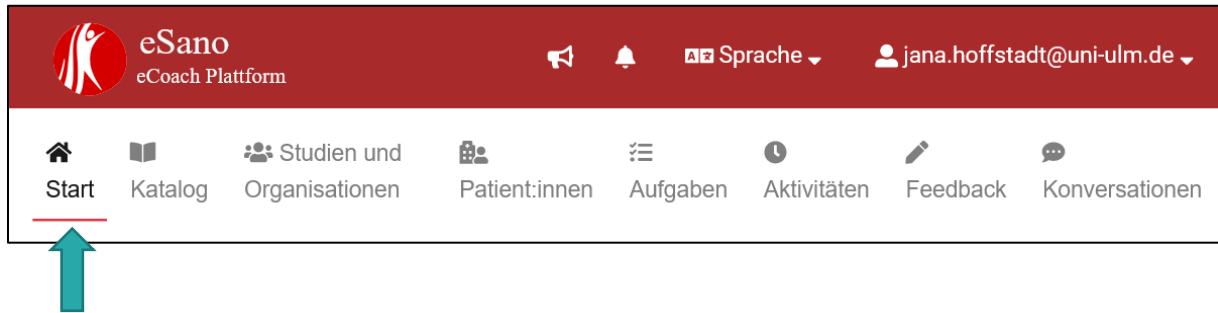 eSano
eCoach Plattform
Sprache
jana.hoffstadt@uni-ulm.de
Start
Katalog
Studien und
Organisationen
Patient:innen
Aufgaben
Aktivitäten
Feedback
Konversationen